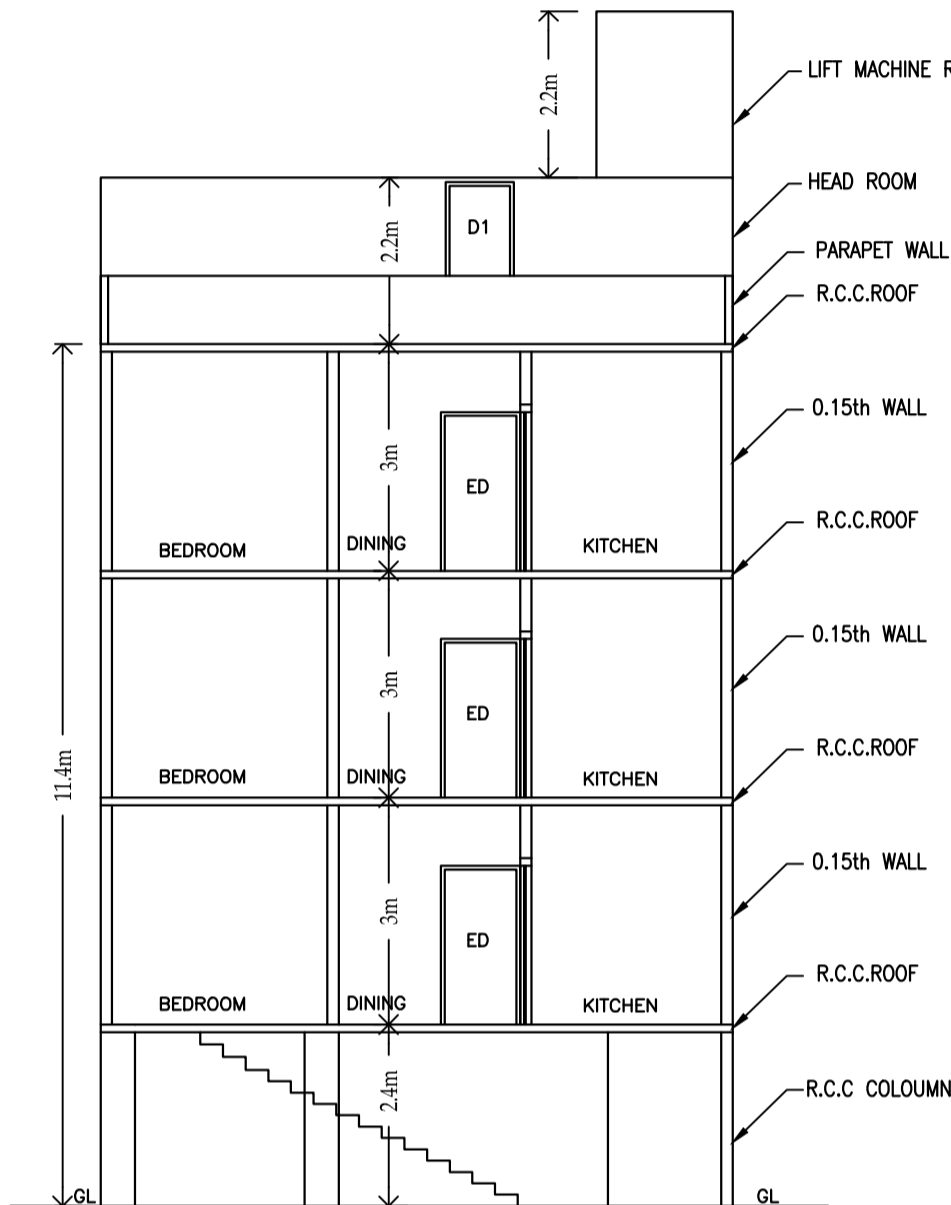 2.2m
LIFT MACHINE R
HEAD ROOM
D1
2.2m
PARAPET WALL
R.C.C.ROOF
0.15th WALL
3m
ED
BEDROOM
DINING
KITCHEN
R.C.C.ROOF
0.15th WALL
3m
ED
11.4m
BEDROOM
DINING
KITCHEN
R.C.C.ROOF
0.15th WALL
3m
ED
BEDROOM
DINING
KITCHEN
R.C.C.ROOF
2.4m
R.C.C COLOUMN
GL
GL